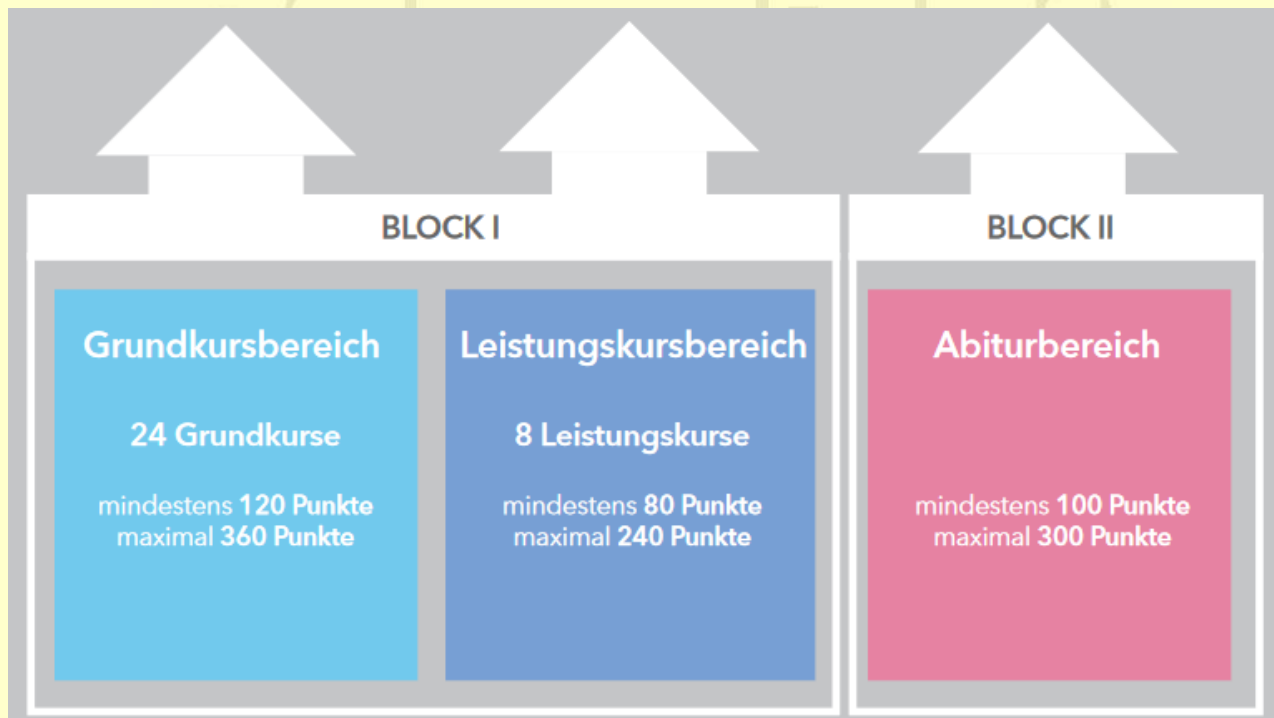 BLOCK I
Grundkursbereich
24 Grundkurse
mindestens 120 Punkte
maximal 360 Punkte
Leistungskursbereich
8 Leistungskurse
mindestens 80 Punkte
maximal 240 Punkte
BLOCK II
Abiturbereich
mindestens 100 Punkte
maximal 300 Punkte